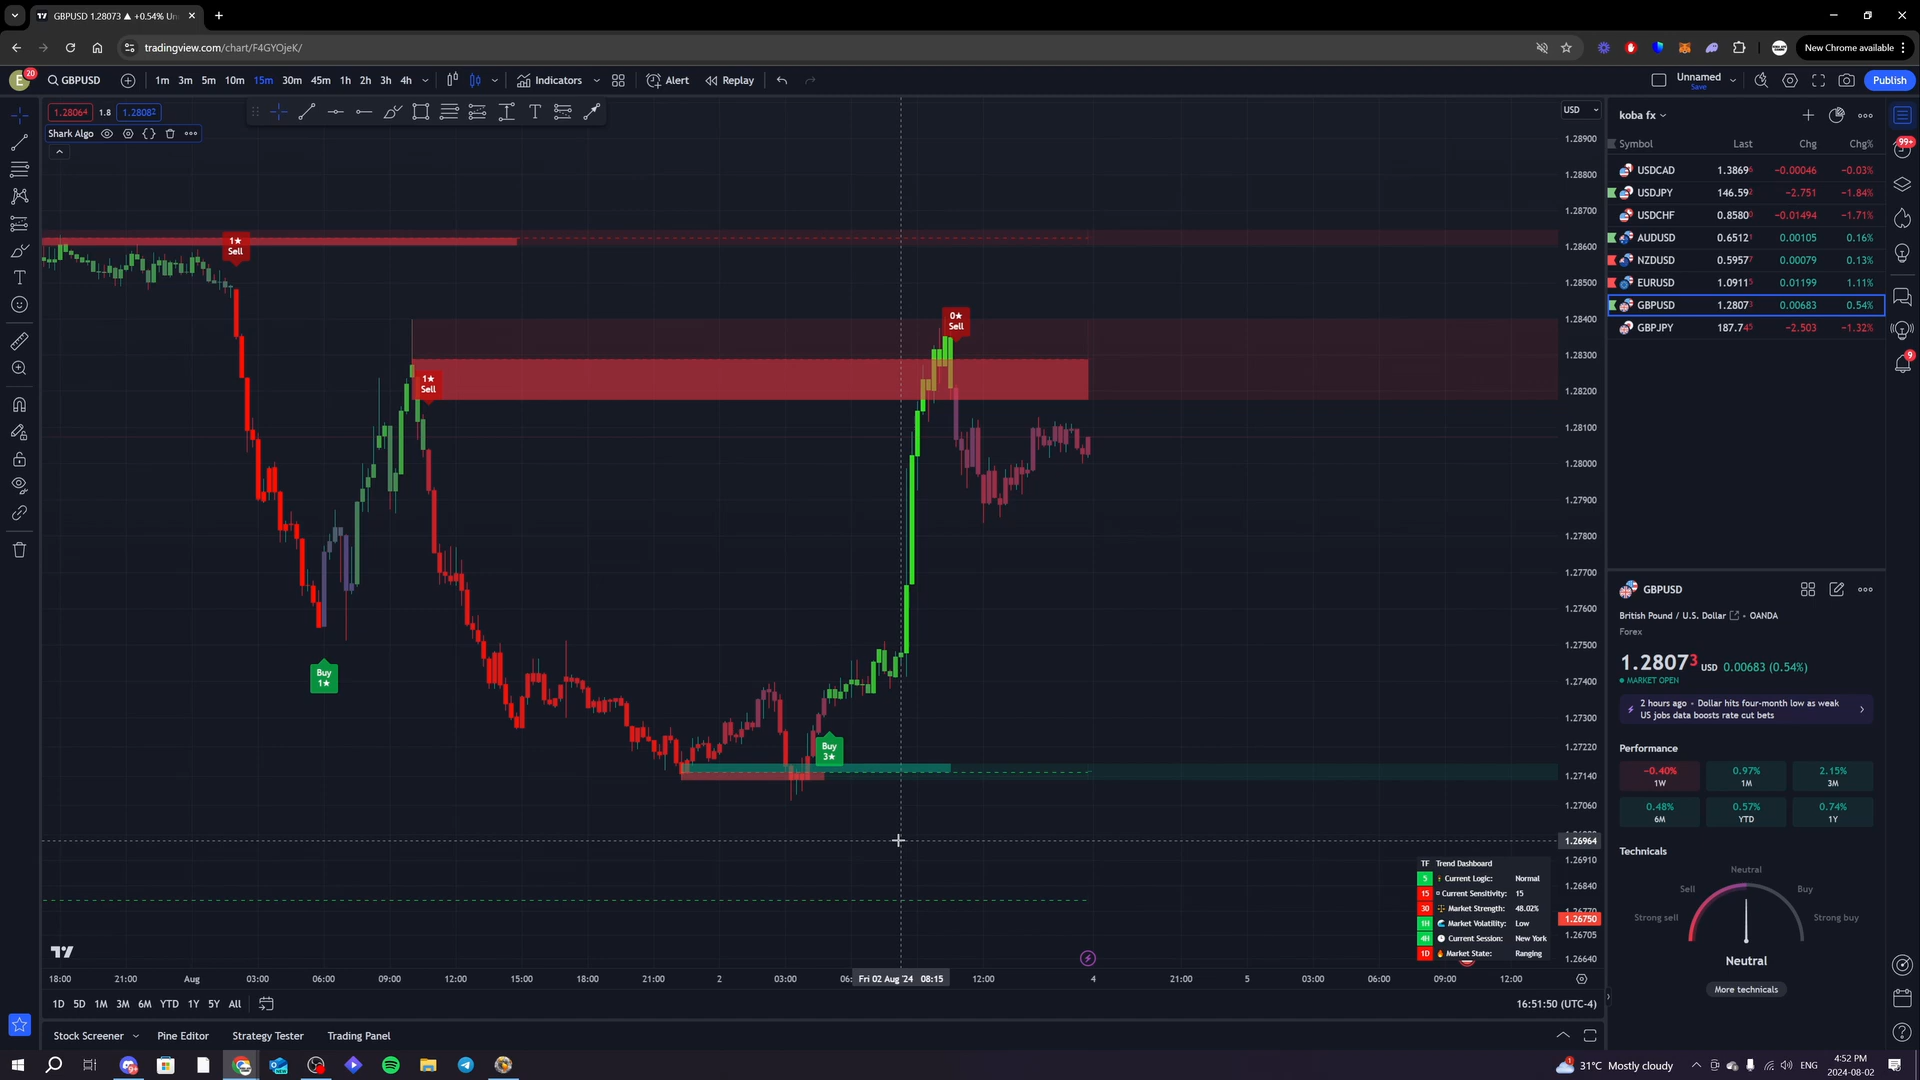 GBPUSD 1.28073 ▲ +0.54% Un
tradingview.com/chart/F4GYOjeK/
New Chrome available
E
20
GBPUSD
1m 3m 5m 10m 15m 30m 45m 1h 2h 3h 4h
Indicators
Alert
Replay
Unnamed
Save
Publish
1.28064 1.8 1.28082
Shark Algo
USD
1.28900
1.28800
1.28700
1.28600
1.28500
1.28400
1.28300
1.28200
1.28100
1.28000
1.27900
1.27800
1.27700
1.27600
1.27500
1.27400
1.27300
1.27220
1.27140
1.27060
1.26964
1.26910
1.26840
1.26750
1.26705
1.26640
1★
Sell
1★
Sell
0★
Sell
Buy
1★
Buy
3★
TF Trend Dashboard
5 Current Logic: Normal
15 Current Sensitivity: 15
30 Market Strength: 48.02%
1H Market Volatility: Low
4H Current Session: New York
1D Market State: Ranging
18:00 21:00 Aug 03:00 06:00 09:00 12:00 15:00 18:00 21:00 2 03:00 06: Fri 02 Aug '24 08:15 12:00 4 21:00 5 03:00 06:00 09:00 12:00
1D 5D 1M 3M 6M YTD 1Y 5Y All
16:51:50 (UTC-4)
Stock Screener
Pine Editor
Strategy Tester
Trading Panel
koba fx
Symbol Last Chg Chg%
USDCAD 1.38696 −0.00046 −0.03%
USDJPY 146.592 −2.751 −1.84%
USDCHF 0.85800 −0.01494 −1.71%
AUDUSD 0.65121 0.00105 0.16%
NZDUSD 0.59577 0.00079 0.13%
EURUSD 1.09115 0.01199 1.11%
GBPUSD 1.28073 0.00683 0.54%
GBPJPY 187.745 −2.503 −1.32%
99+
9
GBPUSD
British Pound / U.S. Dollar • OANDA
Forex
1.28073 USD 0.00683 (0.54%)
MARKET OPEN
2 hours ago • Dollar hits four-month low as weak
US jobs data boosts rate cut bets
Performance
−0.40% 0.97% 2.15%
1W 1M 3M
0.48% 0.57% 0.74%
6M YTD 1Y
Technicals
Neutral
Sell Buy
Strong sell Strong buy
Neutral
More technicals
31°C Mostly cloudy
ENG
4:52 PM
2024-08-02